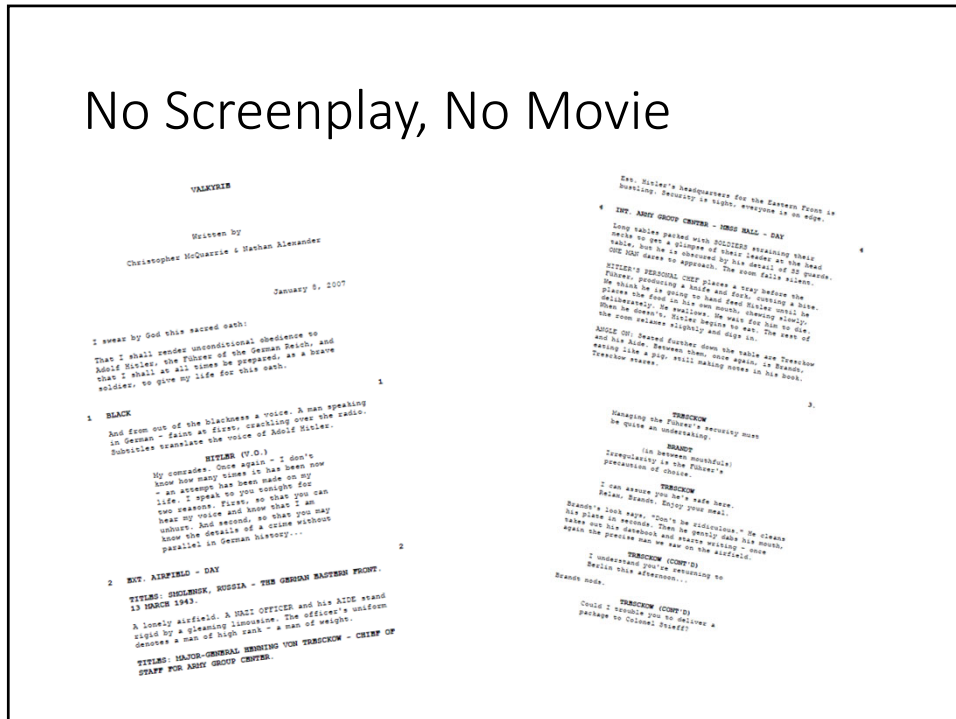 No Screenplay, No Movie
VALKYRIE
Written by
Christopher McQuarrie & Nathan Alexander
January 8, 2007
I swear by God this sacred oath:
That I shall render unconditional obedience to
Adolf Hitler, the Führer of the German Reich, and
that I shall at all times be prepared, as a brave
soldier, to give my life for this oath.
1
1 BLACK
And from out of the blackness a voice. A man speaking
in German - faint at first, crackling over the radio.
Subtitles translate the voice of Adolf Hitler.
HITLER (V.O.)
My comrades. Once again - I don't
know how many times it has been now
- an attempt has been made on my
life. I speak to you tonight for
two reasons. First, so that you can
hear my voice and know that I am
unhurt. And second, so that you may
know the details of a crime without
parallel in German history...
2
2 EXT. AIRFIELD - DAY
TITLES: SMOLENSK, RUSSIA - THE GERMAN EASTERN FRONT.
13 MARCH 1943.
A lonely airfield. A NAZI OFFICER and his AIDE stand
rigid by a gleaming limousine. The officer's uniform
denotes a man of high rank - a man of weight.
TITLES: MAJOR-GENERAL HENNING VON TRESCKOW - CHIEF OF
STAFF FOR ARMY GROUP CENTER.
Est. Hitler's headquarters for the Eastern Front is
bustling. Security is tight, everyone is on edge.
4 INT. ARMY GROUP CENTER - MESS HALL - DAY
4
Long tables packed with SOLDIERS straining their
necks to get a glimpse of their leader at the head
table, but he is obscured by his detail of SS guards.
ONE MAN dares to approach. The room falls silent.
HITLER'S PERSONAL CHEF places a tray before the
Führer, producing a knife and fork, cutting a bite.
We think he is going to hand feed Hitler until he
places the food in his own mouth, chewing slowly,
deliberately. He swallows. We wait for him to die.
When he doesn't, Hitler begins to eat. The rest of
the room relaxes slightly and digs in.
ANGLE ON: Seated further down the table are Tresckow
and his Aide. Between them, once again, is Brandt,
eating like a pig, still making notes in his book.
Tresckow stares.
3.
TRESCKOW
Managing the Führer's security must
be quite an undertaking.
BRANDT
(in between mouthfuls)
Irregularity is the Führer's
precaution of choice.
TRESCKOW
I can assure you he's safe here.
Relax, Brandt. Enjoy your meal.
Brandt's look says, "Don't be ridiculous." He cleans
his plate in seconds. Then he gently dabs his mouth,
takes out his datebook and starts writing - once
again the precise man we saw on the airfield.
TRESCKOW (CONT'D)
I understand you're returning to
Berlin this afternoon...
Brandt nods.
TRESCKOW (CONT'D)
Could I trouble you to deliver a
package to Colonel Stieff?